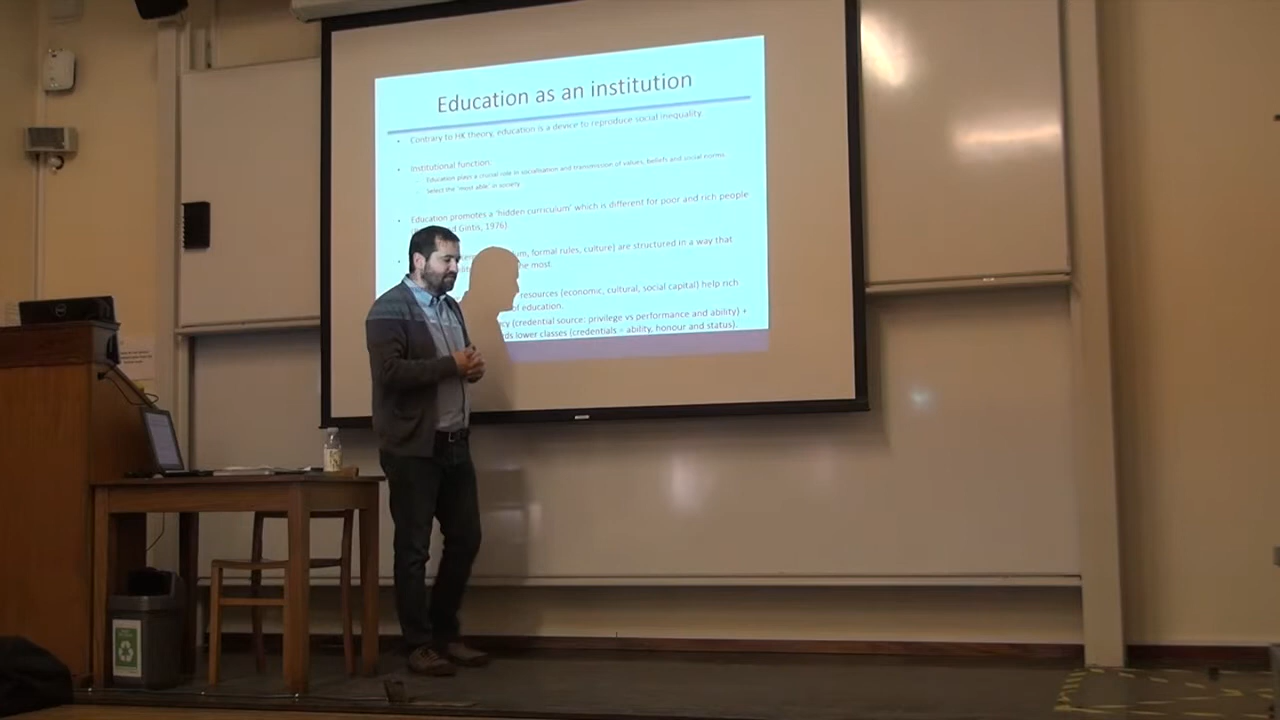 Education as an institution
• Contrary to HK theory, education is a device to reproduce social inequality
• Institutional function:
– Education plays a crucial role in socialisation and transmission of values, beliefs and social norms
– Select the 'most able' in society
• Education promotes a 'hidden curriculum' which is different for poor and rich people
d Gintis, 1976)
um, formal rules, culture) are structured in a way that
he most.
resources (economic, cultural, social capital) help rich
of education.
cy (credential source: privilege vs performance and ability) +
ds lower classes (credentials = ability, honour and status).